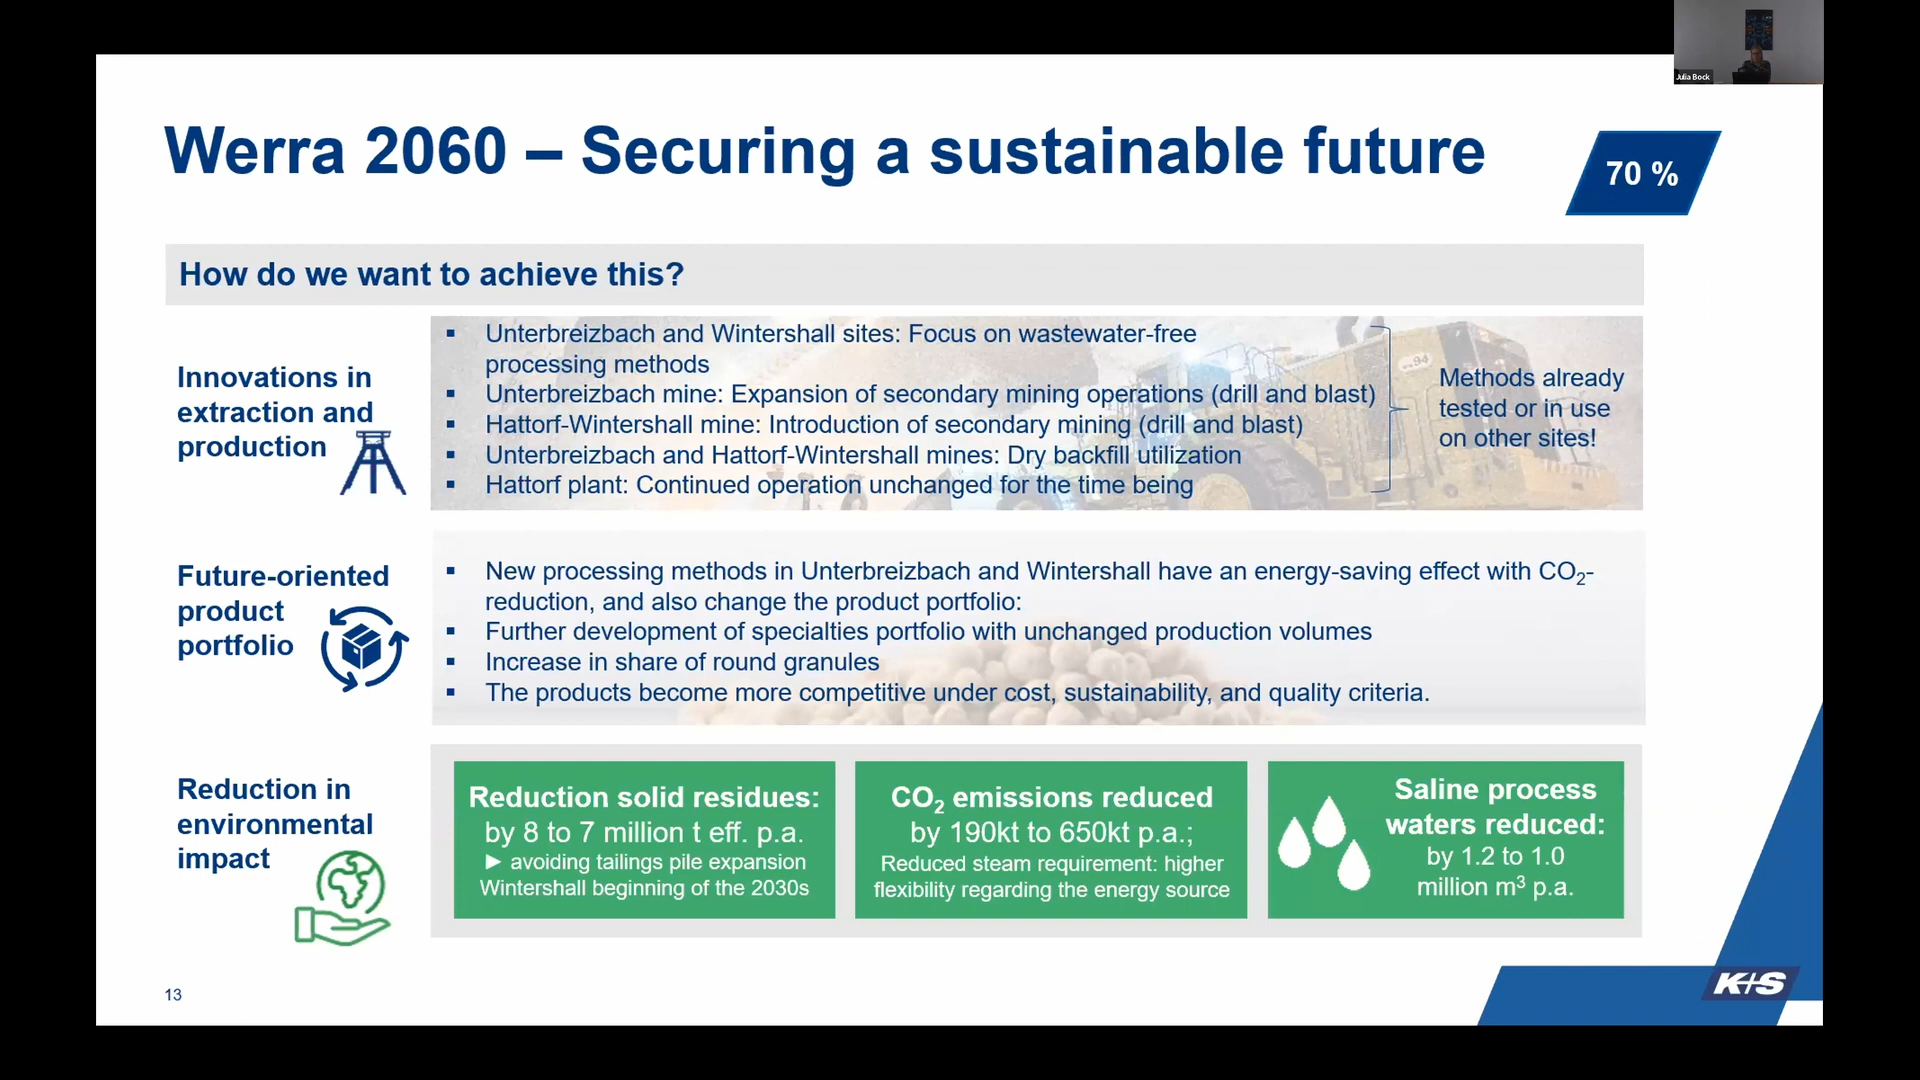 Julia Bock
Werra 2060 – Securing a sustainable future
70 %
How do we want to achieve this?
Innovations in
extraction and
production
▪ Unterbreizbach and Wintershall sites: Focus on wastewater-free
processing methods
▪ Unterbreizbach mine: Expansion of secondary mining operations (drill and blast)
▪ Hattorf-Wintershall mine: Introduction of secondary mining (drill and blast)
▪ Unterbreizbach and Hattorf-Wintershall mines: Dry backfill utilization
▪ Hattorf plant: Continued operation unchanged for the time being
94
Methods already
tested or in use
on other sites!
Future-oriented
product
portfolio
▪ New processing methods in Unterbreizbach and Wintershall have an energy-saving effect with CO₂-
reduction, and also change the product portfolio:
▪ Further development of specialties portfolio with unchanged production volumes
▪ Increase in share of round granules
▪ The products become more competitive under cost, sustainability, and quality criteria.
Reduction in
environmental
impact
Reduction solid residues:
by 8 to 7 million t eff. p.a.
► avoiding tailings pile expansion
Wintershall beginning of the 2030s
CO₂ emissions reduced
by 190kt to 650kt p.a.;
Reduced steam requirement: higher
flexibility regarding the energy source
Saline process
waters reduced:
by 1.2 to 1.0
million m³ p.a.
13
K+S